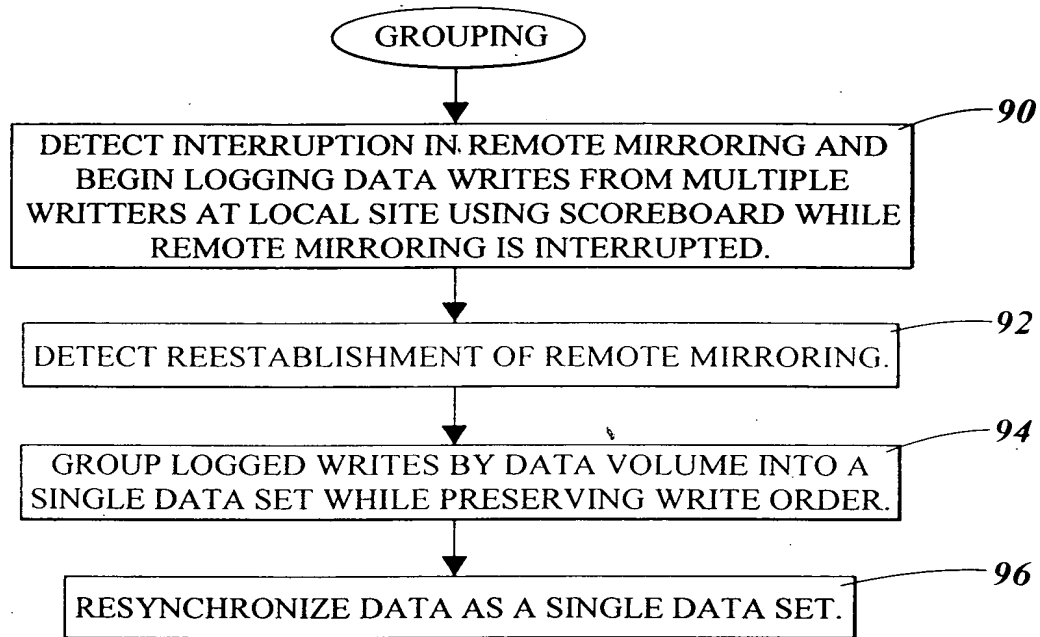 GROUPING
90
DETECT INTERRUPTION IN REMOTE MIRRORING AND
BEGIN LOGGING DATA WRITES FROM MULTIPLE
WRITTERS AT LOCAL SITE USING SCOREBOARD WHILE
REMOTE MIRRORING IS INTERRUPTED.
92
DETECT REESTABLISHMENT OF REMOTE MIRRORING.
94
GROUP LOGGED WRITES BY DATA VOLUME INTO A
SINGLE DATA SET WHILE PRESERVING WRITE ORDER.
96
RESYNCHRONIZE DATA AS A SINGLE DATA SET.